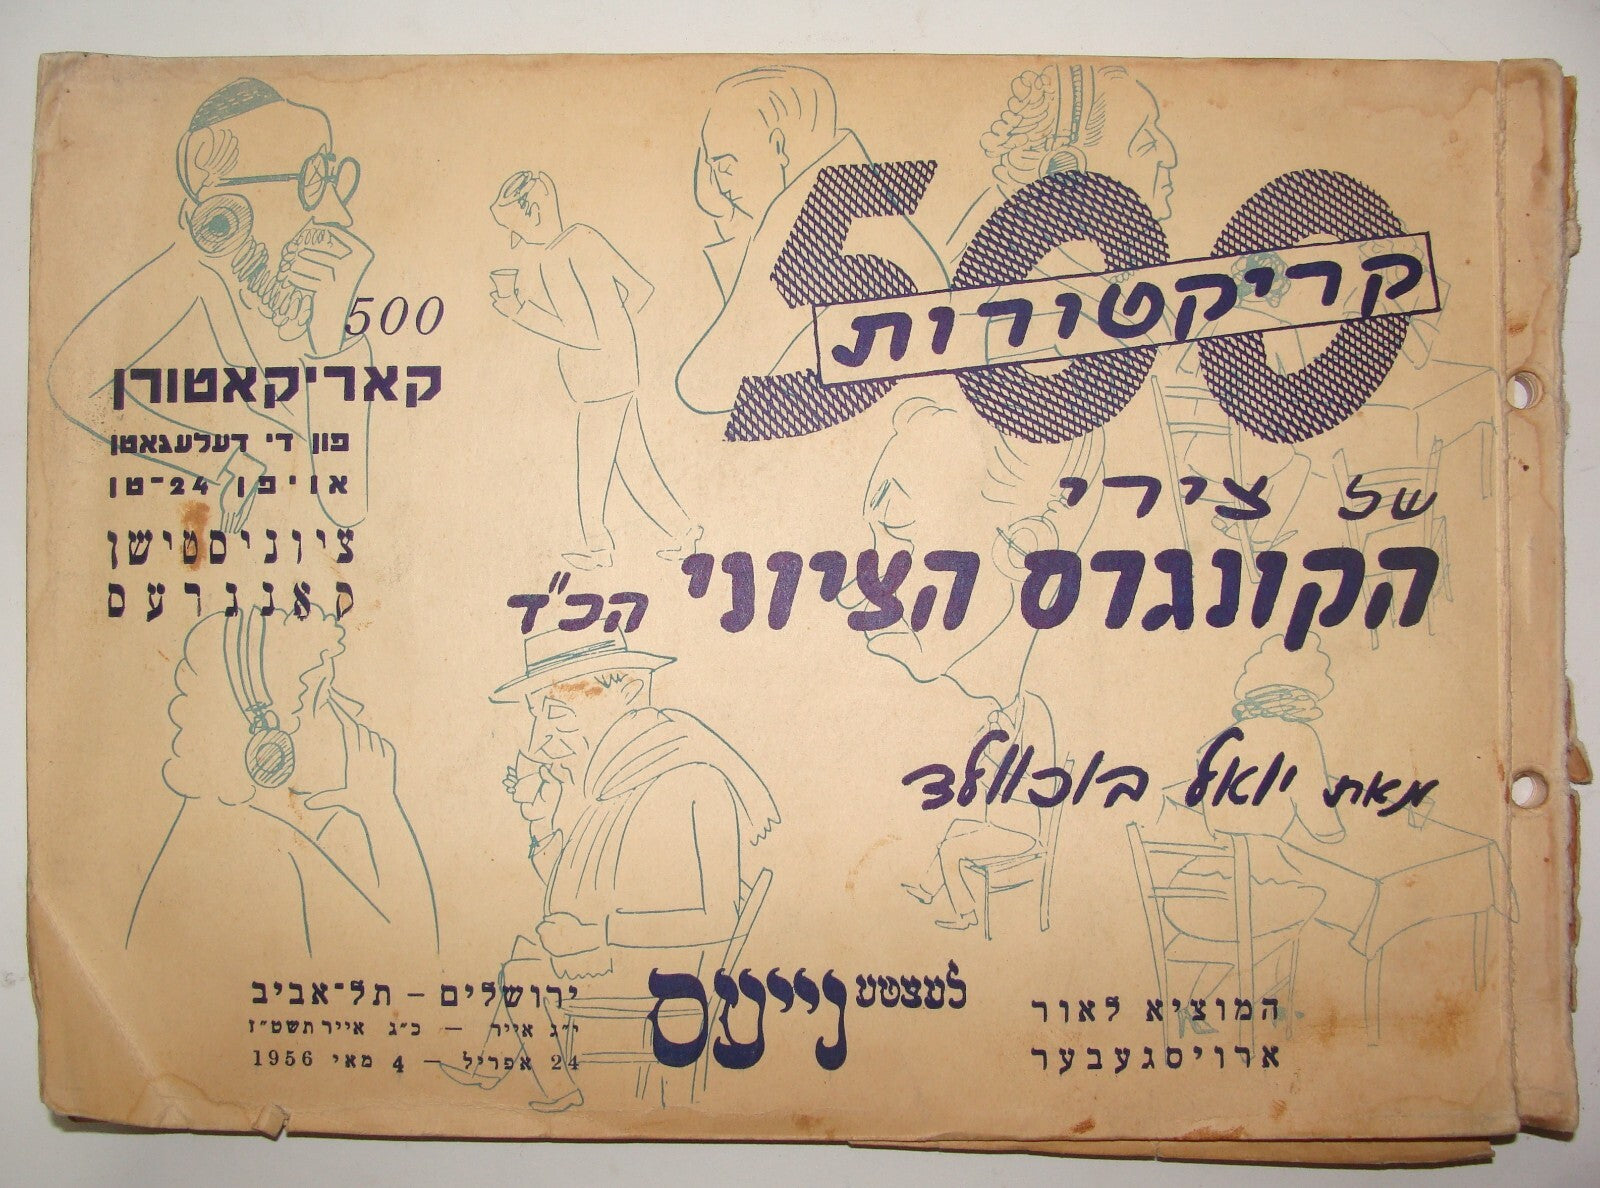 500
קריקטורות
של צירי
הקונגרס הציוני הכ"ד
מאת יואל בוכוולד
500
קאריקאטורן
פון די דעלעגאטן
אויפן 24-טן
ציוניסטישן
קאנגרעס
המוציא לאור
ארויסגעבער
לעצטע נייעס
ירושלים - תל-אביב
י"ג אייר - כ"ג אייר תשט"ז
24 אפריל - 4 מאי 1956